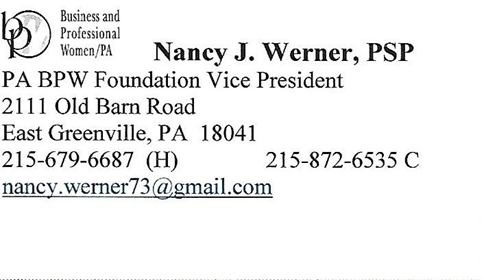 bpw
Business and
Professional
Women/PA
Nancy J. Werner, PSP
PA BPW Foundation Vice President
2111 Old Barn Road
East Greenville, PA 18041
215-679-6687 (H) 215-872-6535 C
nancy.werner73@gmail.com